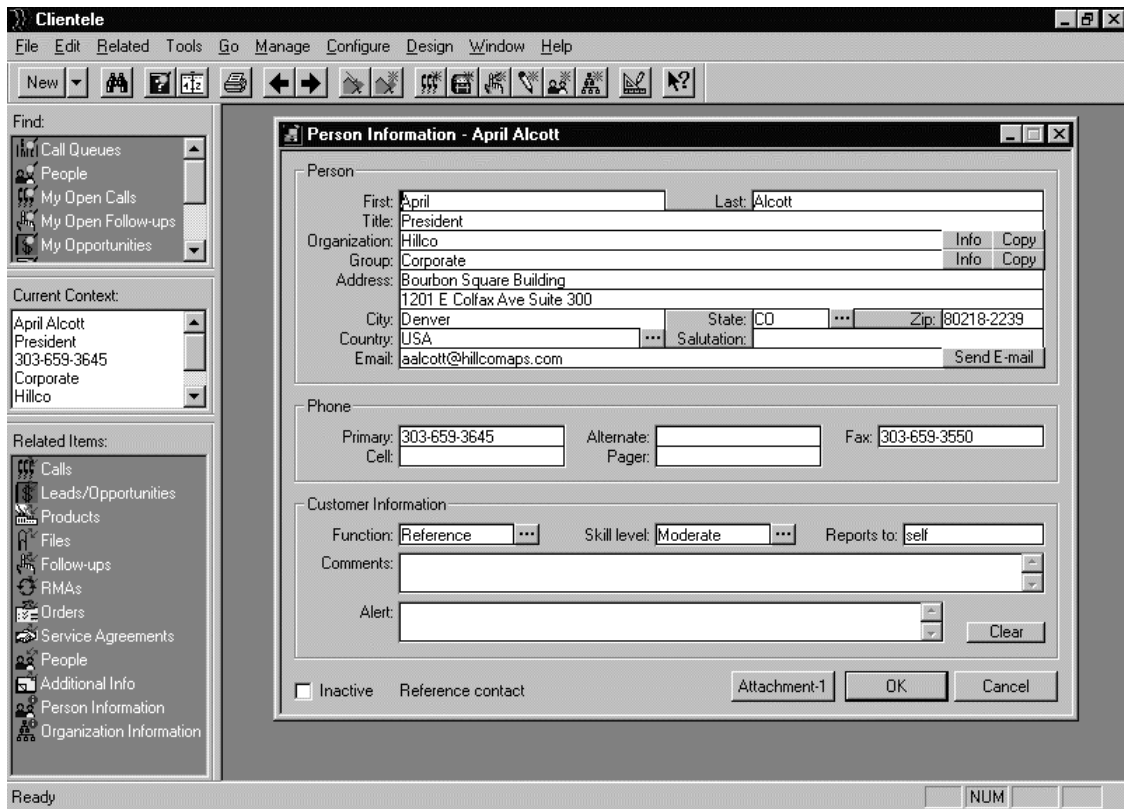 Clientele
File Edit Related Tools Go Manage Configure Design Window Help
New
Find:
Call Queues
People
My Open Calls
My Open Follow-ups
My Opportunities
Current Context:
April Alcott
President
303-659-3645
Corporate
Hillco
Related Items:
Calls
Leads/Opportunities
Products
Files
Follow-ups
RMAs
Orders
Service Agreements
People
Additional Info
Person Information
Organization Information
Person Information - April Alcott
Person
First: April Last: Alcott
Title: President
Organization: Hillco Info Copy
Group: Corporate Info Copy
Address: Bourbon Square Building
1201 E Colfax Ave Suite 300
City: Denver State: CO ... Zip: 80218-2239
Country: USA ... Salutation:
Email: aalcott@hillcomaps.com Send E-mail
Phone
Primary: 303-659-3645 Alternate: Fax: 303-659-3550
Cell: Pager:
Customer Information
Function: Reference ... Skill level: Moderate ... Reports to: self
Comments:
Alert:
Clear
Inactive Reference contact Attachment-1 OK Cancel
Ready NUM